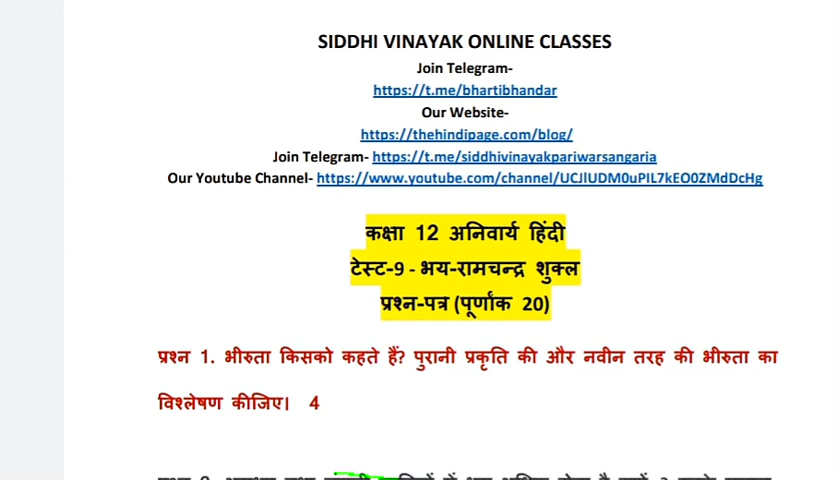 SIDDHI VINAYAK ONLINE CLASSES
Join Telegram-
https://t.me/bhartibhandar
Our Website-
https://thehindipage.com/blog/
Join Telegram- https://t.me/siddhivinayakpariwarsangaria
Our Youtube Channel- https://www.youtube.com/channel/UCJlUDM0uPIL7kEO0ZMdDcHg
कक्षा 12 अनिवार्य हिंदी
टेस्ट-9 - भय-रामचन्द्र शुक्ल
प्रश्न-पत्र (पूर्णांक 20)
प्रश्न 1. भीरुता किसको कहते हैं? पुरानी प्रकृति की और नवीन तरह की भीरुता का
विश्लेषण कीजिए। 4